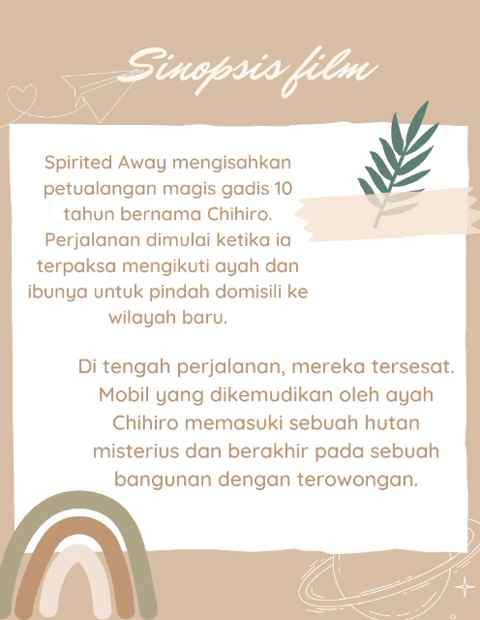 Sinopsis film
Spirited Away mengisahkan
petualangan magis gadis 10
tahun bernama Chihiro.
Perjalanan dimulai ketika ia
terpaksa mengikuti ayah dan
ibunya untuk pindah domisili ke
wilayah baru.
Di tengah perjalanan, mereka tersesat.
Mobil yang dikemudikan oleh ayah
Chihiro memasuki sebuah hutan
misterius dan berakhir pada sebuah
bangunan dengan terowongan.